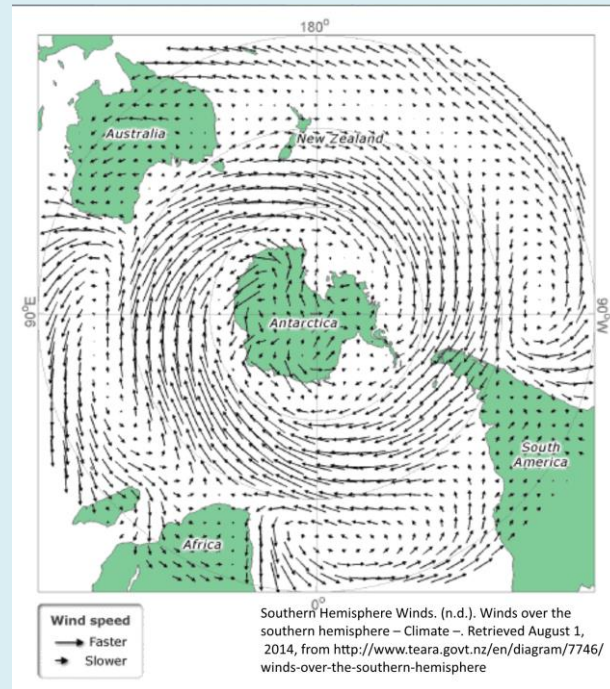 180°
Australia
New Zealand
90°E
Antarctica
90°W
South
America
Africa
0°
Wind speed
Faster
Slower
Southern Hemisphere Winds. (n.d.). Winds over the
southern hemisphere – Climate –. Retrieved August 1,
2014, from http://www.teara.govt.nz/en/diagram/7746/
winds-over-the-southern-hemisphere